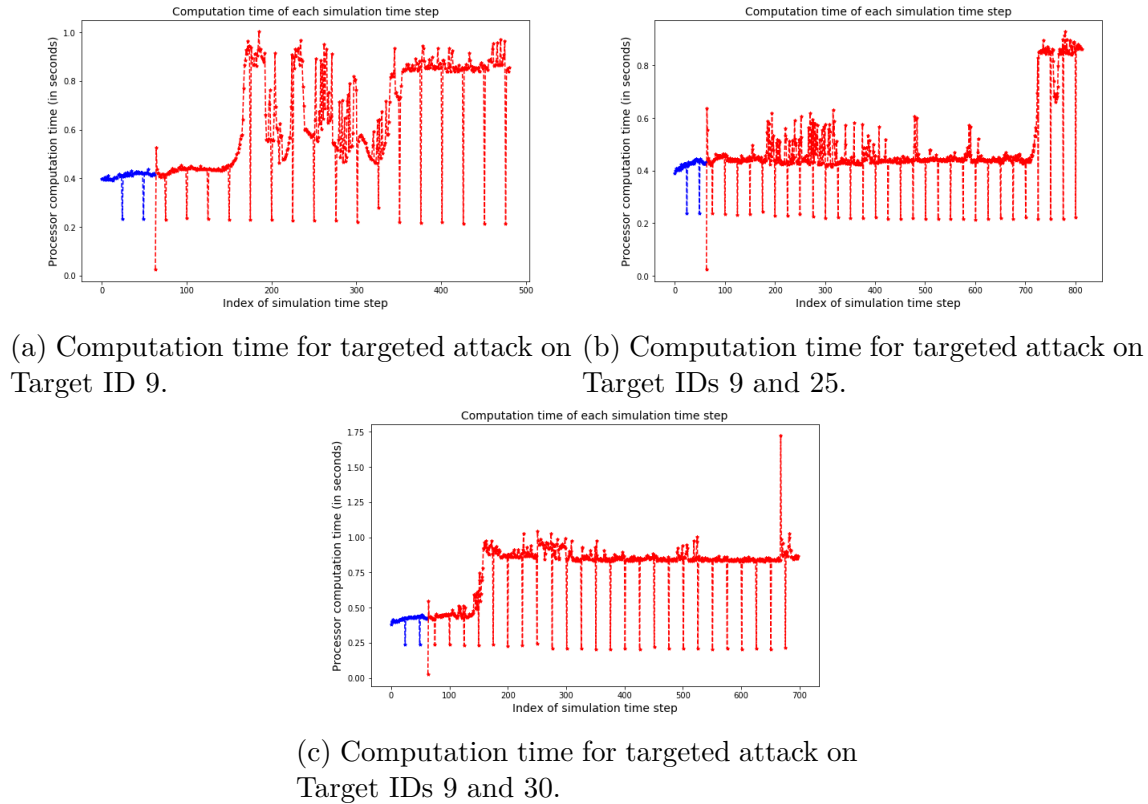 Computation time of each simulation time step
Processor computation time (in seconds)
1.0
0.8
0.6
0.4
0.2
0.0
0 100 200 300 400 500
Index of simulation time step
(a) Computation time for targeted attack on
Target ID 9.
Computation time of each simulation time step
Processor computation time (in seconds)
0.8
0.6
0.4
0.2
0.0
0 100 200 300 400 500 600 700 800
Index of simulation time step
(b) Computation time for targeted attack on
Target IDs 9 and 25.
Computation time of each simulation time step
Processor computation time (in seconds)
1.75
1.50
1.25
1.00
0.75
0.50
0.25
0.00
0 100 200 300 400 500 600 700
Index of simulation time step
(c) Computation time for targeted attack on
Target IDs 9 and 30.